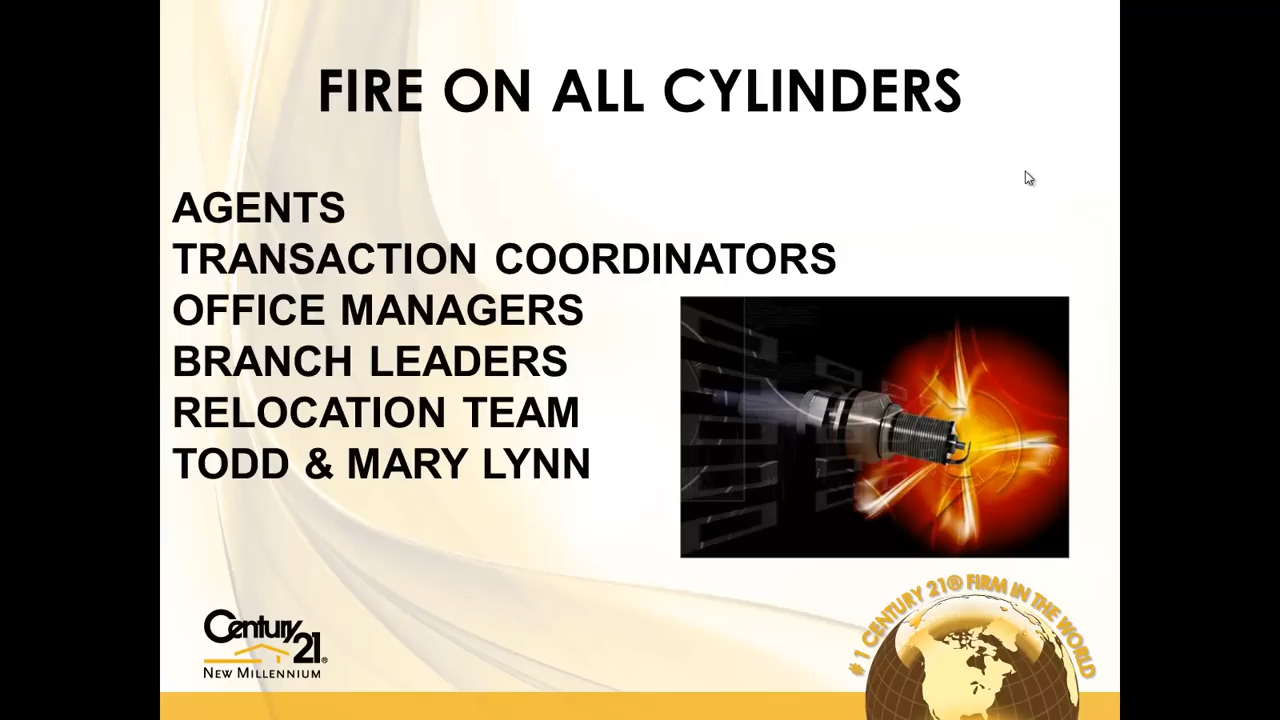 FIRE ON ALL CYLINDERS
AGENTS
TRANSACTION COORDINATORS
OFFICE MANAGERS
BRANCH LEADERS
RELOCATION TEAM
TODD & MARY LYNN
Century 21®
NEW MILLENNIUM
#1 CENTURY 21® FIRM IN THE WORLD